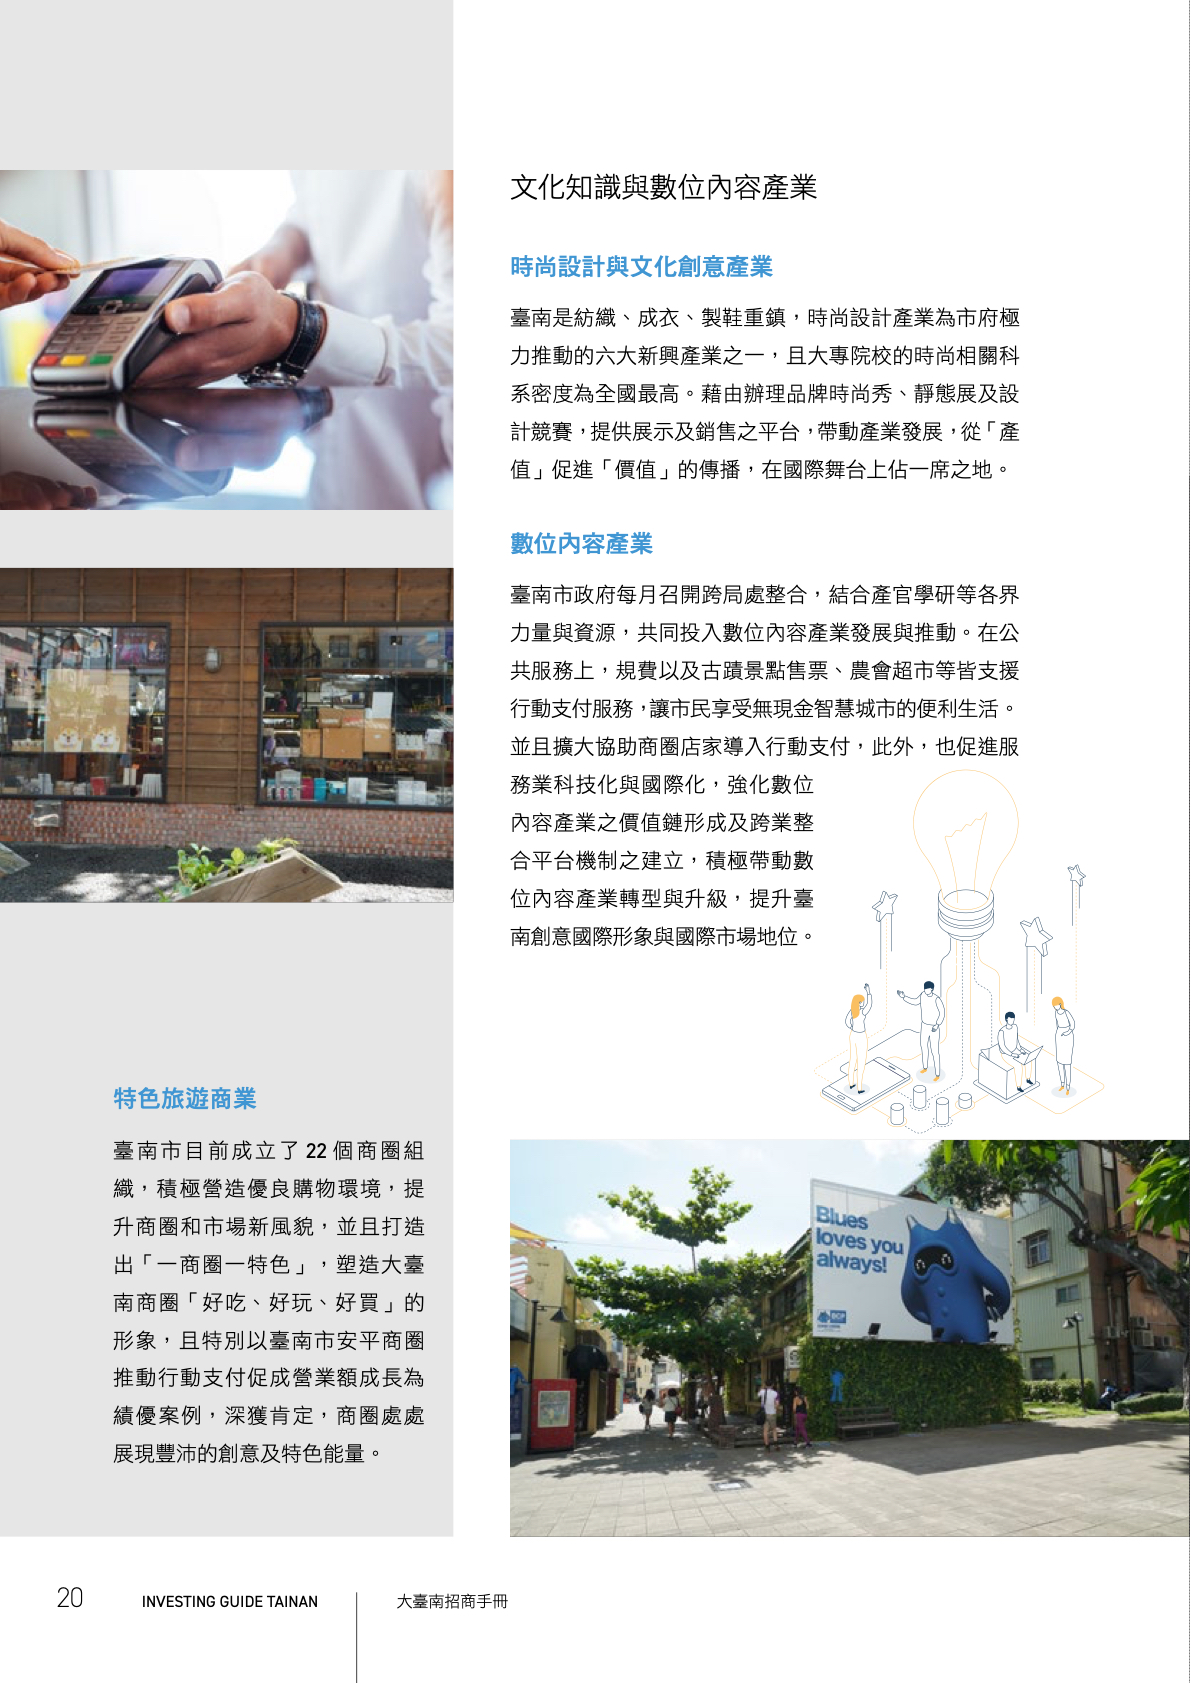 文化知識與數位內容產業
時尚設計與文化創意產業
臺南是紡織、成衣、製鞋重鎮，時尚設計產業為市府極
力推動的六大新興產業之一，且大專院校的時尚相關科
系密度為全國最高。藉由辦理品牌時尚秀、靜態展及設
計競賽，提供展示及銷售之平台，帶動產業發展，從「產
值」促進「價值」的傳播，在國際舞台上佔一席之地。
數位內容產業
臺南市政府每月召開跨局處整合，結合產官學研等各界
力量與資源，共同投入數位內容產業發展與推動。在公
共服務上，規費以及古蹟景點售票、農會超市等皆支援
行動支付服務，讓市民享受無現金智慧城市的便利生活。
並且擴大協助商圈店家導入行動支付，此外，也促進服
務業科技化與國際化，強化數位
內容產業之價值鏈形成及跨業整
合平台機制之建立，積極帶動數
位內容產業轉型與升級，提升臺
南創意國際形象與國際市場地位。
特色旅遊商業
臺南市目前成立了 22 個商圈組
織，積極營造優良購物環境，提
升商圈和市場新風貌，並且打造
出「一商圈一特色」，塑造大臺
南商圈「好吃、好玩、好買」的
形象，且特別以臺南市安平商圈
推動行動支付促成營業額成長為
績優案例，深獲肯定，商圈處處
展現豐沛的創意及特色能量。
Blues
loves you
always!
BCP
20
INVESTING GUIDE TAINAN
大臺南招商手冊